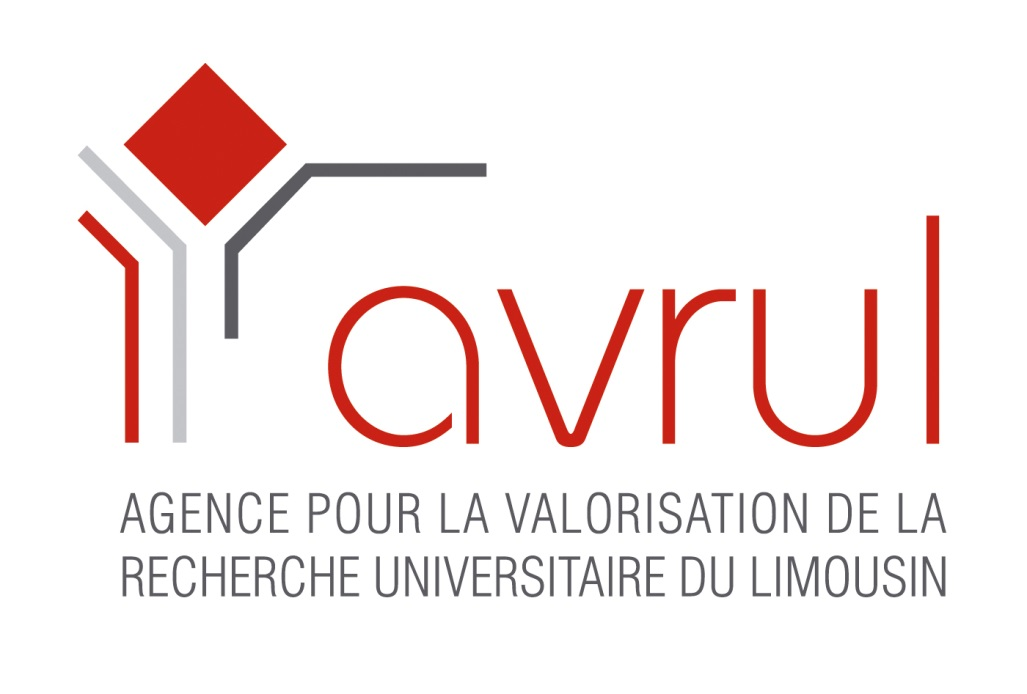 avrul
AGENCE POUR LA VALORISATION DE LA
RECHERCHE UNIVERSITAIRE DU LIMOUSIN